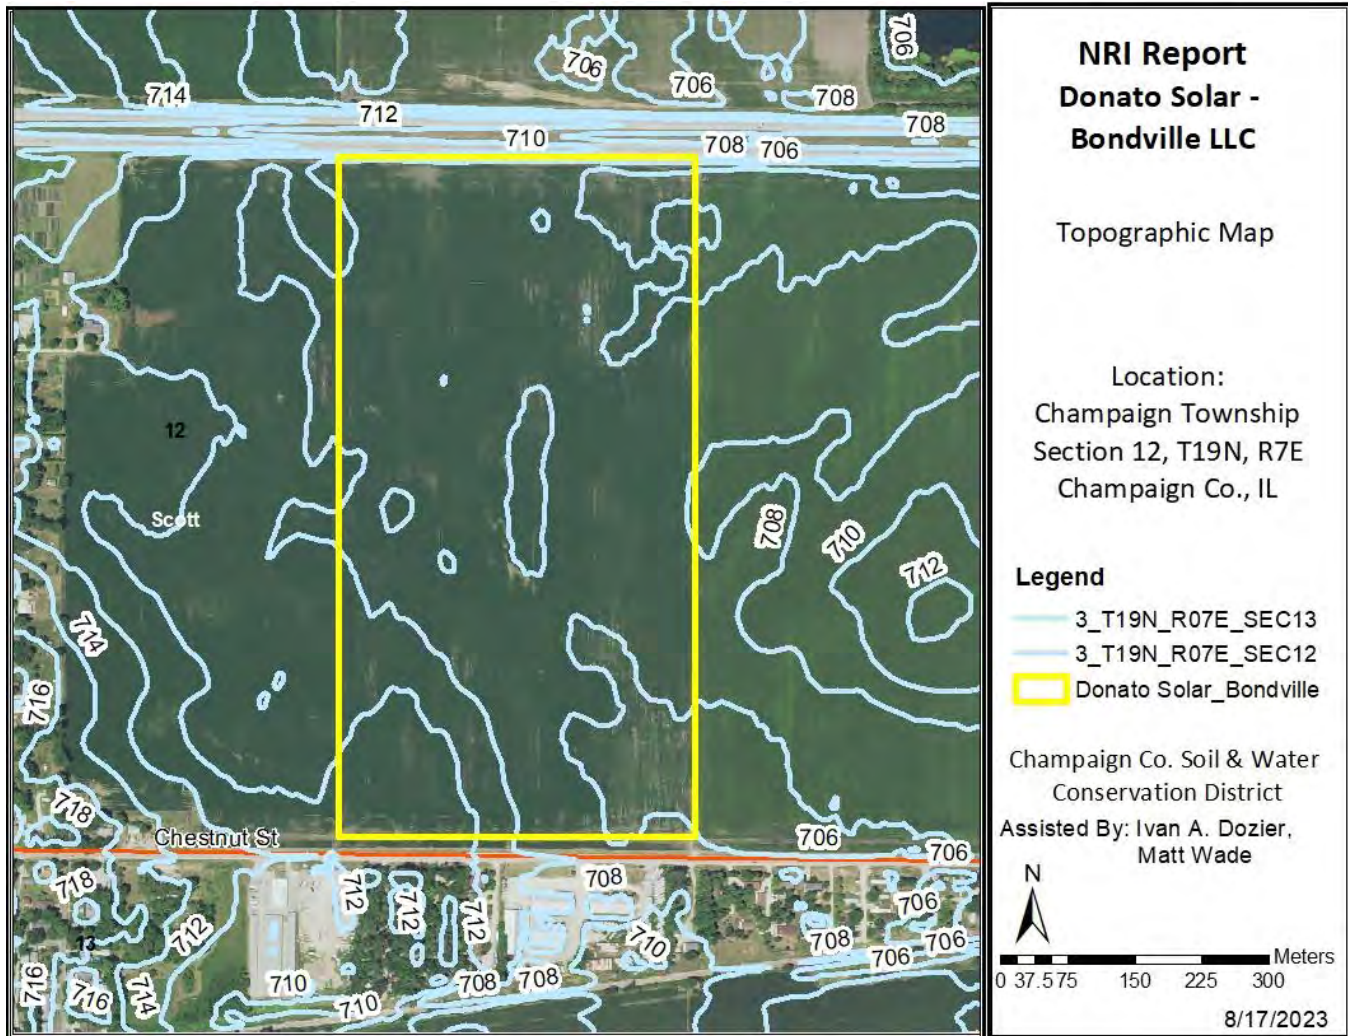 706
706
706
714
708
712
708
710
708
706
12
Scott
708
710
712
714
716
718
Chestnut St
706
706
718
712
708
712
712
706
712
13
710
708
706
706
716
716
714
710
710
708
708
NRI Report
Donato Solar -
Bondville LLC
Topographic Map
Location:
Champaign Township
Section 12, T19N, R7E
Champaign Co., IL
Legend
3_T19N_R07E_SEC13
3_T19N_R07E_SEC12
Donato Solar_Bondville
Champaign Co. Soil & Water
Conservation District
Assisted By: Ivan A. Dozier,
Matt Wade
N
Meters
0 37.5 75 150 225 300
8/17/2023